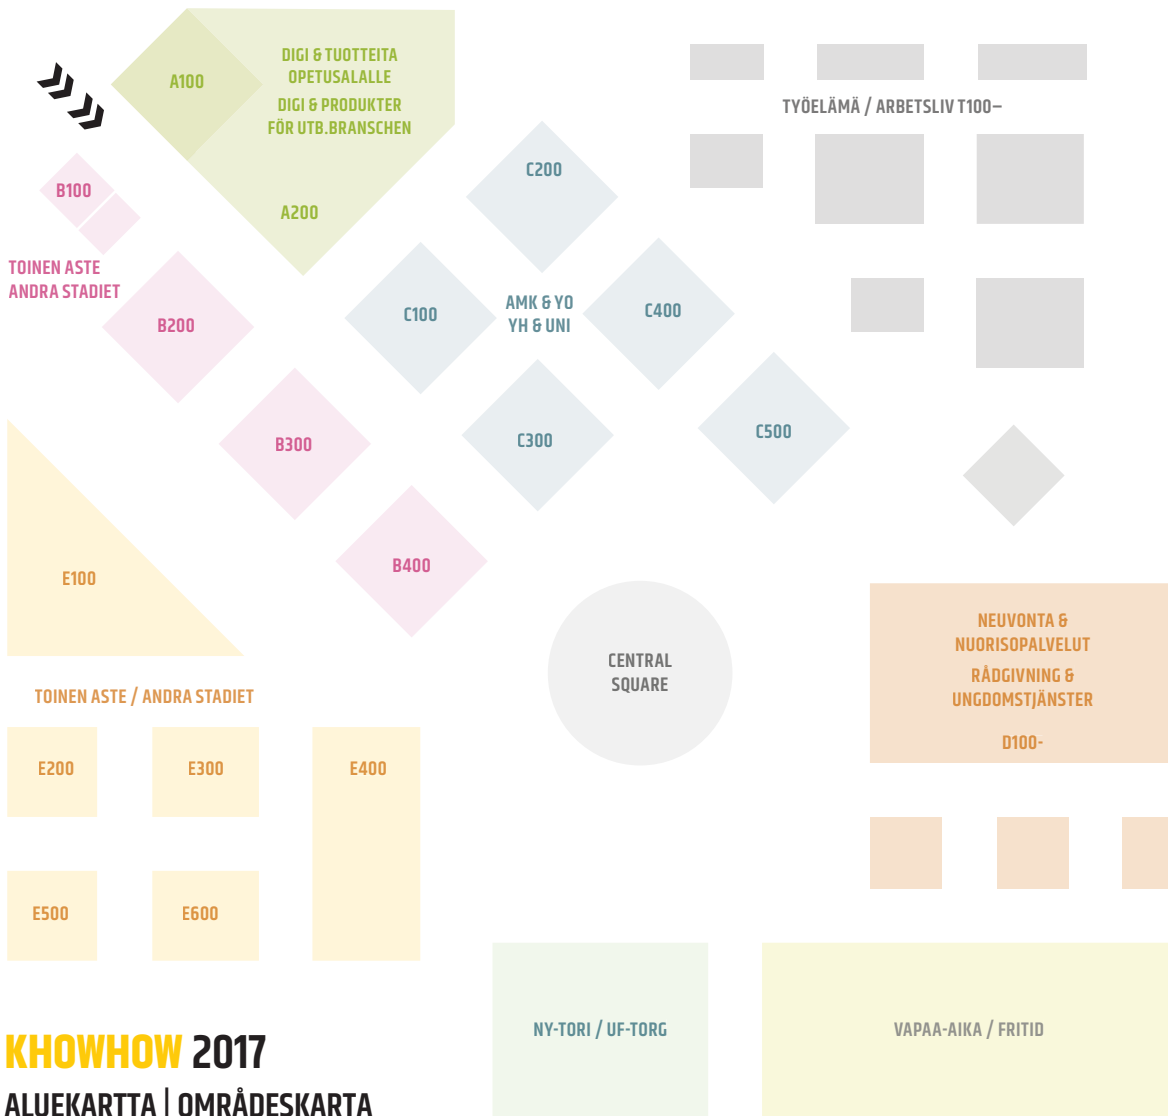 A100
DIGI & TUOTTEITA
OPETUSALALLE
DIGI & PRODUKTER
FÖR UTB.BRANSCHEN
A200
TYÖELÄMÄ / ARBETSLIV T100–
B100
TOINEN ASTE
ANDRA STADIET
B200
B300
B400
C200
C100
AMK & YO
YH & UNI
C400
C300
C500
E100
TOINEN ASTE / ANDRA STADIET
E200
E300
E400
E500
E600
CENTRAL
SQUARE
NEUVONTA &
NUORISOPALVELUT
RÅDGIVNING &
UNGDOMSTJÄNSTER
D100-
NY-TORI / UF-TORG
VAPAA-AIKA / FRITID
KHOWHOW 2017
ALUEKARTTA | OMRÅDESKARTA